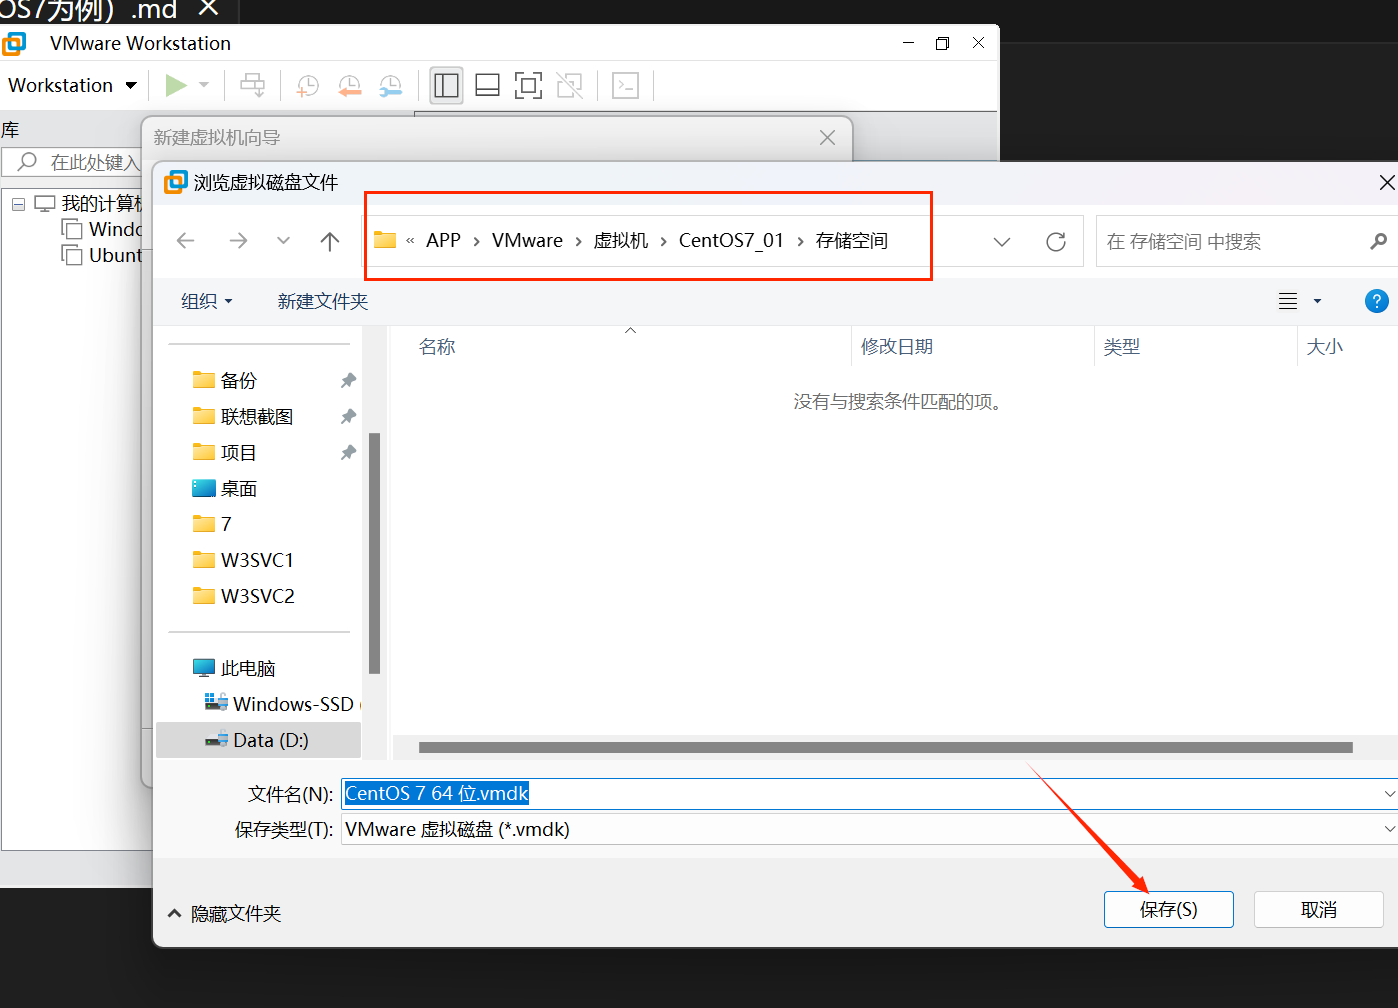 OS7为例）.md
VMware Workstation
Workstation
库
新建虚拟机向导
在此处键入
浏览虚拟磁盘文件
我的计算机
Windo
Ubunt
« APP › VMware › 虚拟机 › CentOS7_01 › 存储空间
在 存储空间 中搜索
组织
新建文件夹
名称
修改日期
类型
大小
没有与搜索条件匹配的项。
备份
联想截图
项目
桌面
7
W3SVC1
W3SVC2
此电脑
Windows-SSD (
Data (D:)
文件名(N): CentOS 7 64 位.vmdk
保存类型(T): VMware 虚拟磁盘 (*.vmdk)
隐藏文件夹
保存(S)
取消